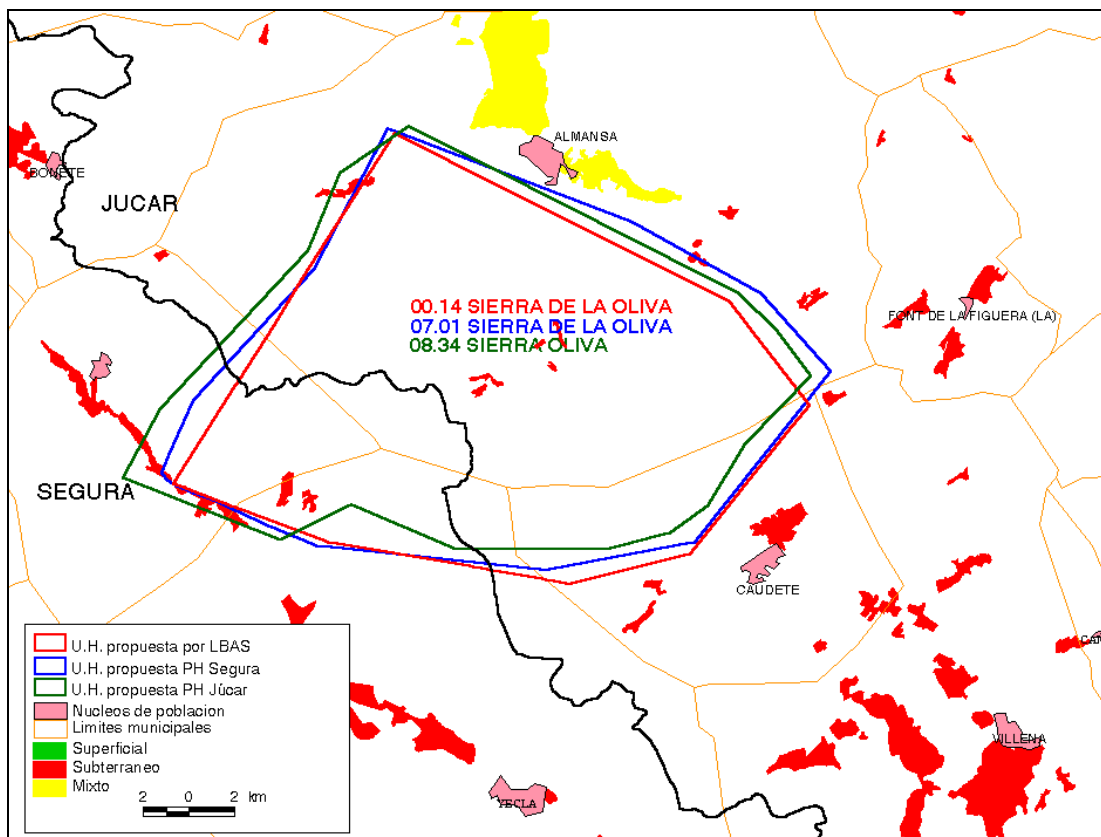 ALMANSA
BONETE
JUCAR
00.14 SIERRA DE LA OLIVA
07.01 SIERRA DE LA OLIVA
08.34 SIERRA OLIVA
FONT DE LA FIGUERA (LA)
SEGURA
CAUDETE
U.H. propuesta por LBAS
U.H. propuesta PH Segura
U.H. propuesta PH Júcar
Nucleos de poblacion
Limites municipales
Superficial
Subterraneo
Mixto
2 0 2 km
CAÑ
VILLENA
YECLA